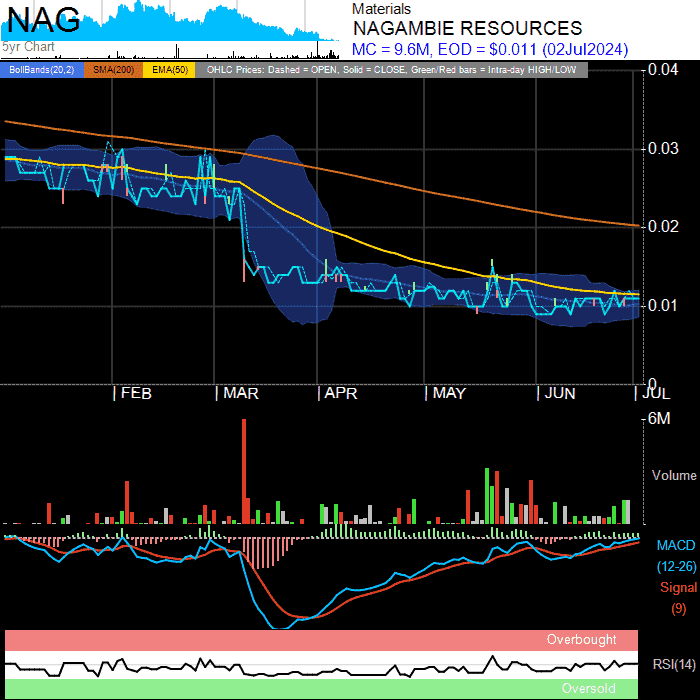 NAG
5yr Chart
Materials
NAGAMBIE RESOURCES
MC = 9.6M, EOD = $0.011 (02Jul2024)
BollBands(20,2) SMA(200) EMA(50) OHLC Prices: Dashed = OPEN, Solid = CLOSE, Green/Red bars = Intra-day HIGH/LOW
0.04
0.03
0.02
0.01
0
FEB MAR APR MAY JUN JUL
6M
Volume
MACD
(12-26)
Signal
(9)
Overbought
RSI(14)
Oversold